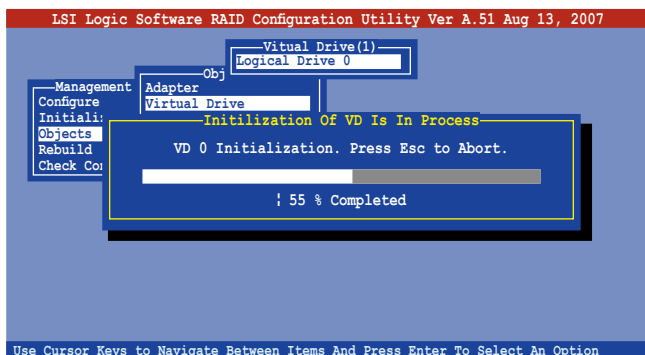 LSI Logic Software RAID Configuration Utility Ver A.51 Aug 13, 2007
Vitual Drive(1)
Logical Drive 0
Obj
Adapter
Virtual Drive
Management
Configure
Initiali
Objects
Rebuild
Check Co
Initilization Of VD Is In Process
VD 0 Initialization. Press Esc to Abort.
¦ 55 % Completed
Use Cursor Keys to Navigate Between Items And Press Enter To Select An Option